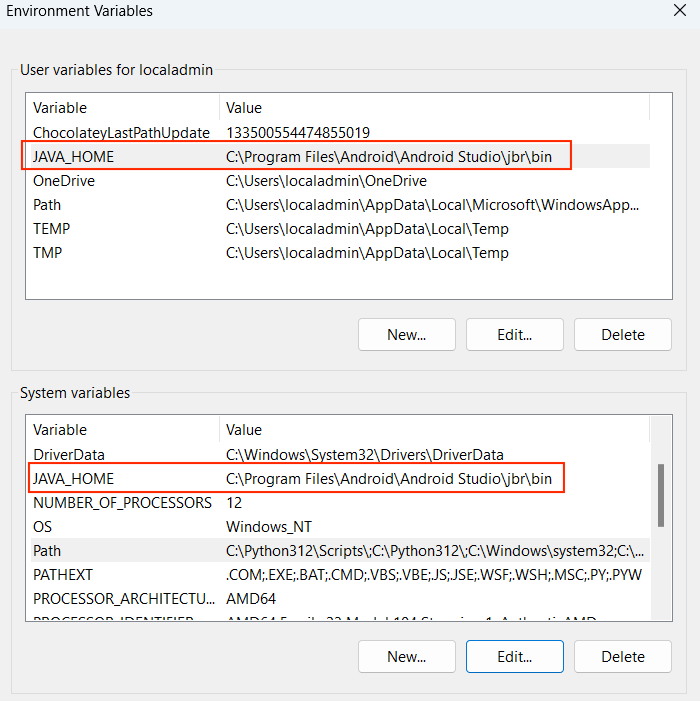 Environment Variables
User variables for localadmin
Variable Value
ChocolateyLastPathUpdate 133500554474855019
JAVA_HOME C:\Program Files\Android\Android Studio\jbr\bin
OneDrive C:\Users\localadmin\OneDrive
Path C:\Users\localadmin\AppData\Local\Microsoft\WindowsApp...
TEMP C:\Users\localadmin\AppData\Local\Temp
TMP C:\Users\localadmin\AppData\Local\Temp
New... Edit... Delete
System variables
Variable Value
DriverData C:\Windows\System32\Drivers\DriverData
JAVA_HOME C:\Program Files\Android\Android Studio\jbr\bin
NUMBER_OF_PROCESSORS 12
OS Windows_NT
Path C:\Python312\Scripts\;C:\Python312\;C:\Windows\system32;C:\...
PATHEXT .COM;.EXE;.BAT;.CMD;.VBS;.VBE;.JS;.JSE;.WSF;.WSH;.MSC;.PY;.PYW
PROCESSOR_ARCHITECTU... AMD64
New... Edit... Delete